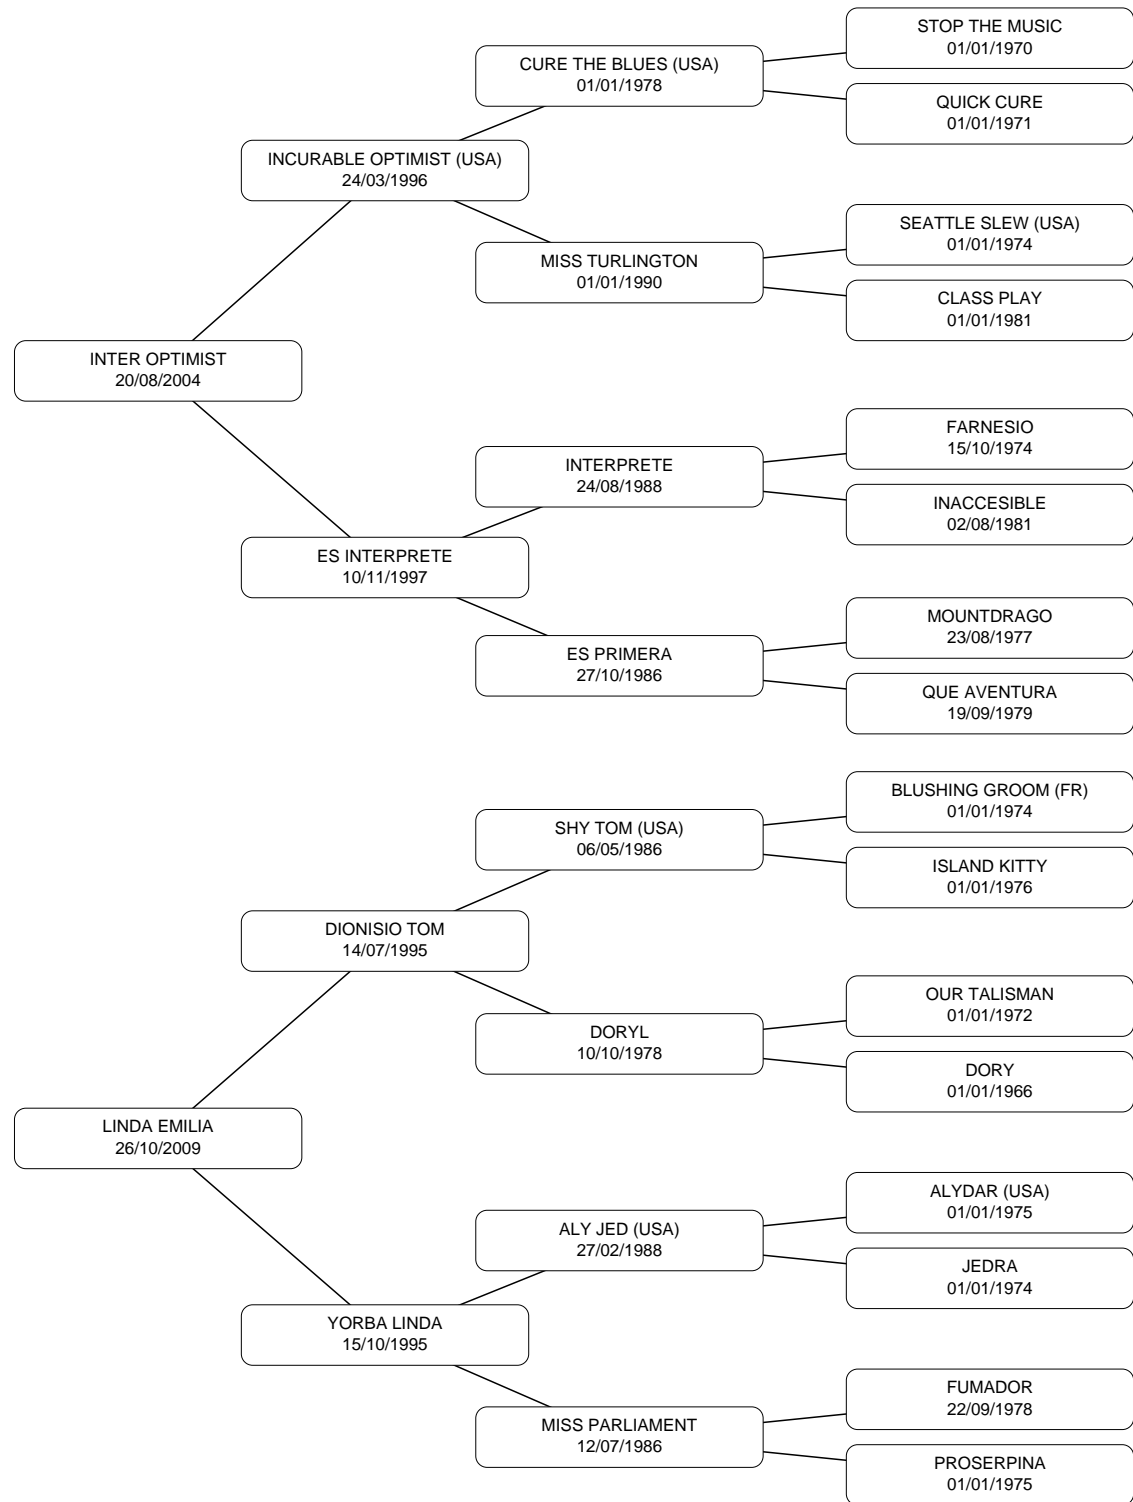 STOP THE MUSIC
01/01/1970
CURE THE BLUES (USA)
01/01/1978
QUICK CURE
01/01/1971
INCURABLE OPTIMIST (USA)
24/03/1996
SEATTLE SLEW (USA)
01/01/1974
MISS TURLINGTON
01/01/1990
CLASS PLAY
01/01/1981
INTER OPTIMIST
20/08/2004
FARNESIO
15/10/1974
INTERPRETE
24/08/1988
INACCESIBLE
02/08/1981
ES INTERPRETE
10/11/1997
MOUNTDRAGO
23/08/1977
ES PRIMERA
27/10/1986
QUE AVENTURA
19/09/1979
BLUSHING GROOM (FR)
01/01/1974
SHY TOM (USA)
06/05/1986
ISLAND KITTY
01/01/1976
DIONISIO TOM
14/07/1995
OUR TALISMAN
01/01/1972
DORYL
10/10/1978
DORY
01/01/1966
LINDA EMILIA
26/10/2009
ALYDAR (USA)
01/01/1975
ALY JED (USA)
27/02/1988
JEDRA
01/01/1974
YORBA LINDA
15/10/1995
FUMADOR
22/09/1978
MISS PARLIAMENT
12/07/1986
PROSERPINA
01/01/1975